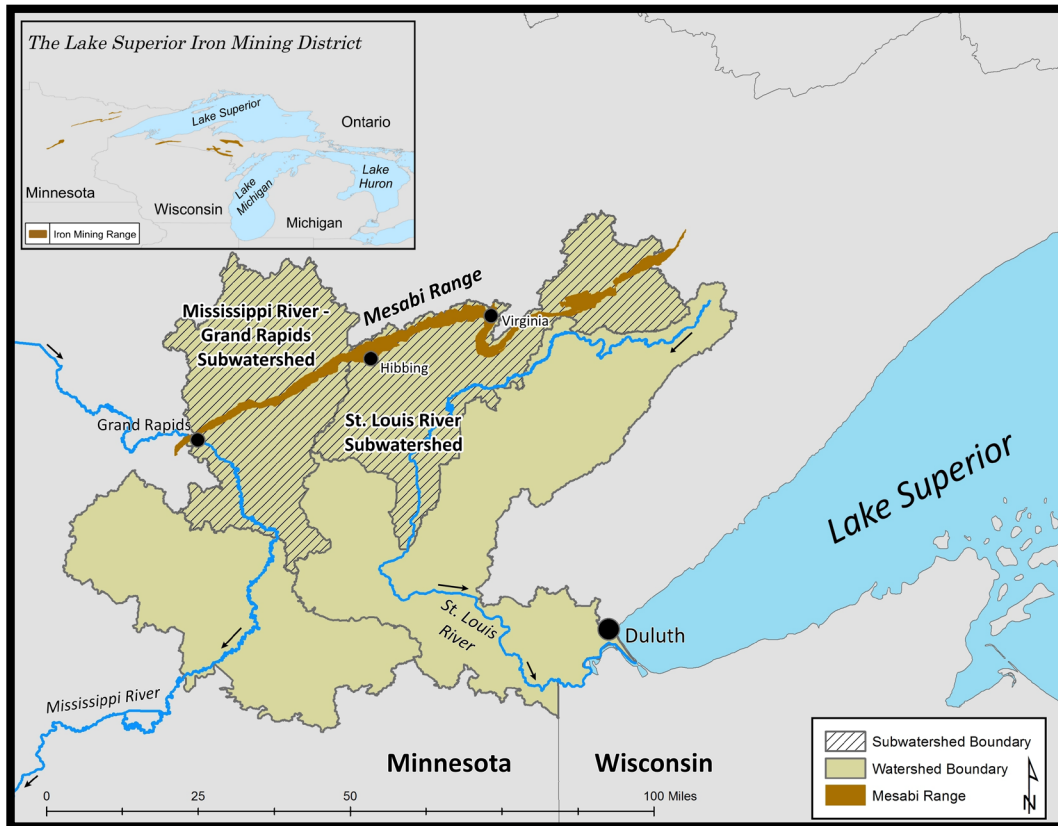 The Lake Superior Iron Mining District
Lake Superior
Ontario
Minnesota
Wisconsin
Lake
Michigan
Michigan
Lake
Huron
Iron Mining Range
Mesabi Range
Mississippi River -
Grand Rapids
Subwatershed
Virginia
Hibbing
Grand Rapids
St. Louis River
Subwatershed
Lake Superior
St. Louis
River
Duluth
Mississippi River
Minnesota
Wisconsin
Subwatershed Boundary
Watershed Boundary
Mesabi Range
N
0
25
50
100 Miles